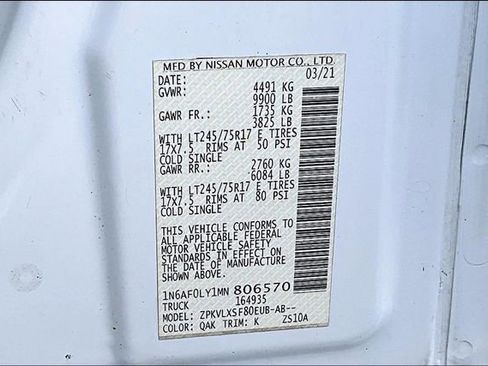 MFD BY NISSAN MOTOR CO., LTD.
DATE: 03/21
GVWR: 4491 KG
9900 LB
GAWR FR.: 1735 KG
3825 LB
WITH LT245/75R17 E TIRES
17X7.5 RIMS AT 50 PSI
COLD SINGLE
GAWR RR.: 2760 KG
6084 LB
WITH LT245/75R17 E TIRES
17X7.5 RIMS AT 80 PSI
COLD SINGLE
THIS VEHICLE CONFORMS TO
ALL APPLICABLE FEDERAL
MOTOR VEHICLE SAFETY
STANDARDS IN EFFECT ON
THE DATE OF MANUFACTURE
SHOWN ABOVE.
1N6AF0LY1MN 806570
TRUCK 164935
MODEL: ZPKVLXSF80EUB-AB--
COLOR: QAK TRIM: K ZS10A